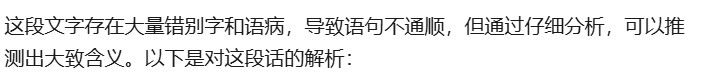 这段文字存在大量错别字和语病，导致语句不通顺，但通过仔细分析，可以推
测出大致含义。以下是对这段话的解析：